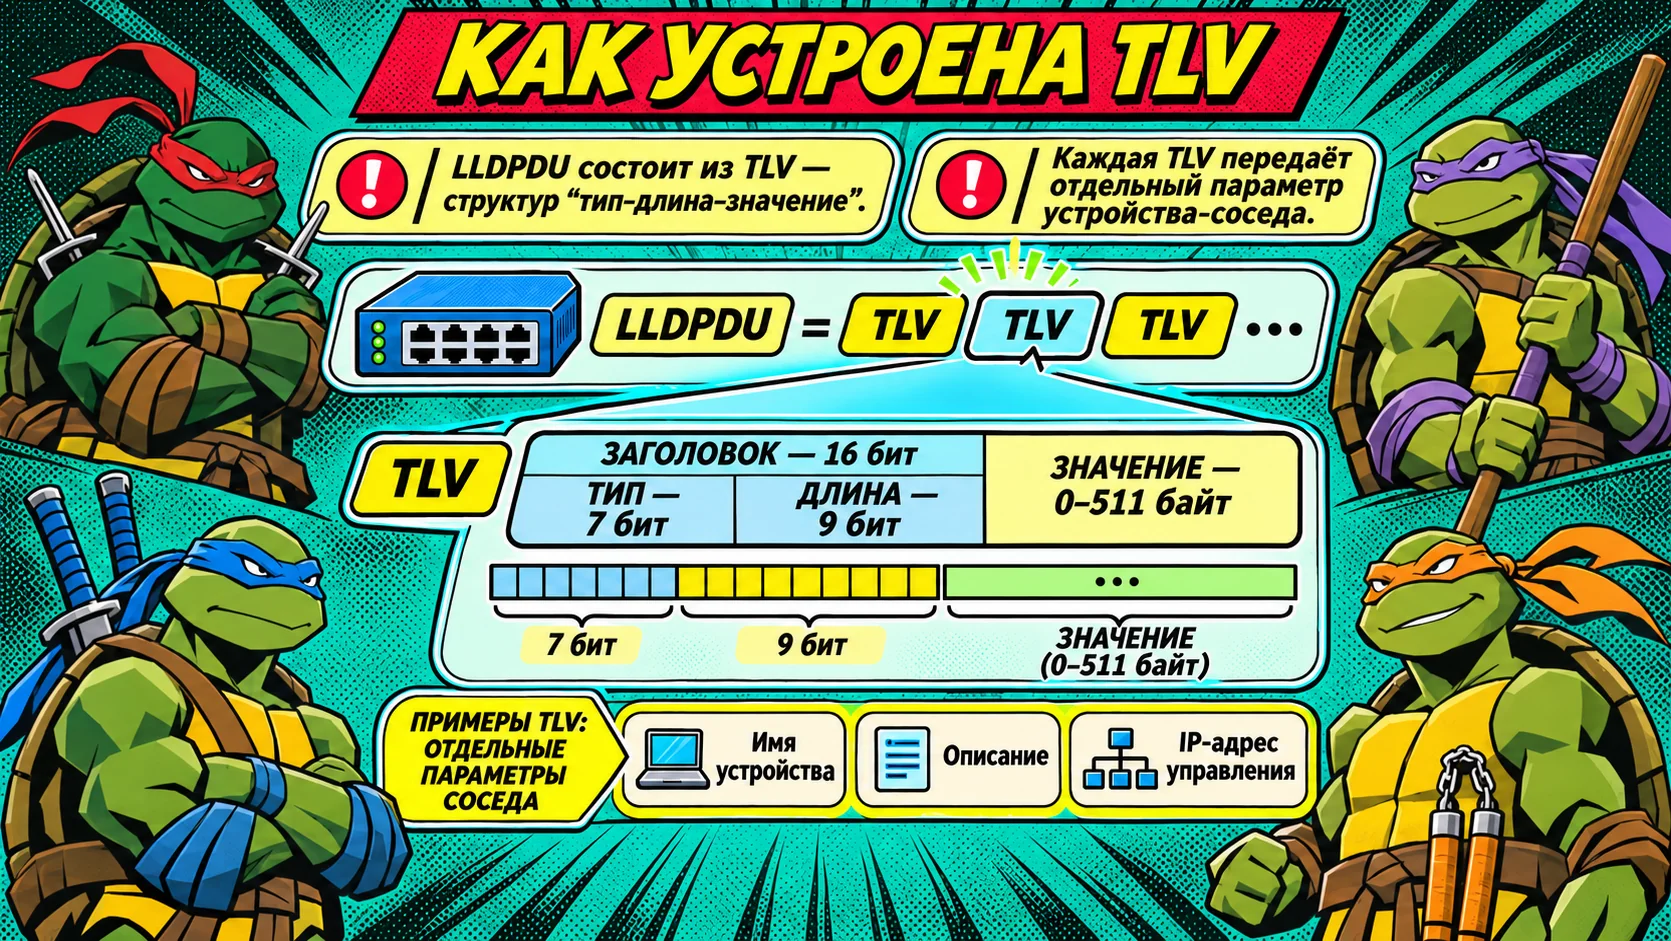 КАК УСТРОЕНА TLV
LLDPDU состоит из TLV —
структур “тип-длина-значение”.
Каждая TLV передаёт
отдельный параметр
устройства-соседа.
LLDPDU = TLV TLV TLV •••
TLV
ЗАГОЛОВОК — 16 бит
ТИП —
7 бит
ДЛИНА —
9 бит
ЗНАЧЕНИЕ —
0–511 байт
•••
7 бит
9 бит
ЗНАЧЕНИЕ
(0–511 байт)
ПРИМЕРЫ TLV:
ОТДЕЛЬНЫЕ
ПАРАМЕТРЫ
СОСЕДА
Имя
устройства
Описание
IP-адрес
управления